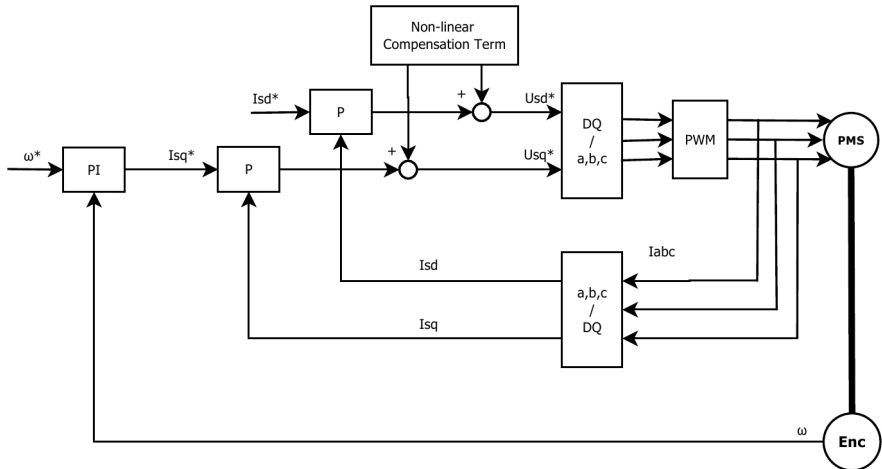 Non-linear
Compensation Term
Isd*
P
+
Usd*
DQ
/
a,b,c
PWM
PMS
ω*
PI
Isq*
P
+
Usq*
Iabc
Isd
a,b,c
/
DQ
Isq
ω
Enc